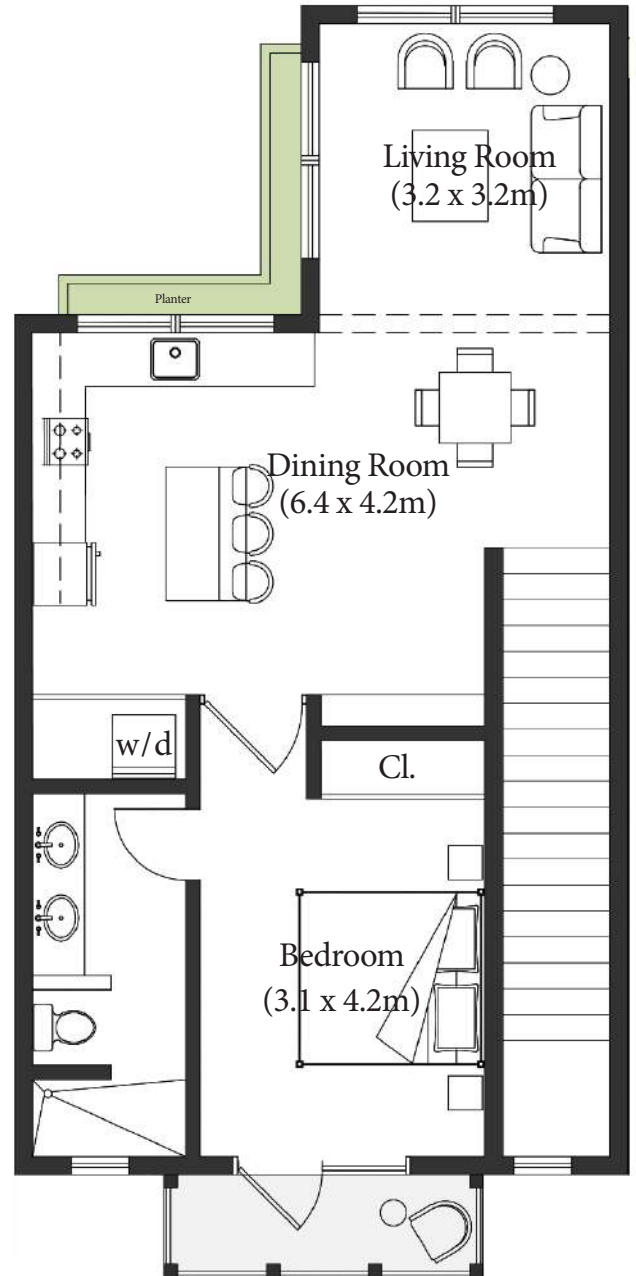 Living Room
(3.2 x 3.2m)
Planter
Dining Room
(6.4 x 4.2m)
w/d
Cl.
Bedroom
(3.1 x 4.2m)